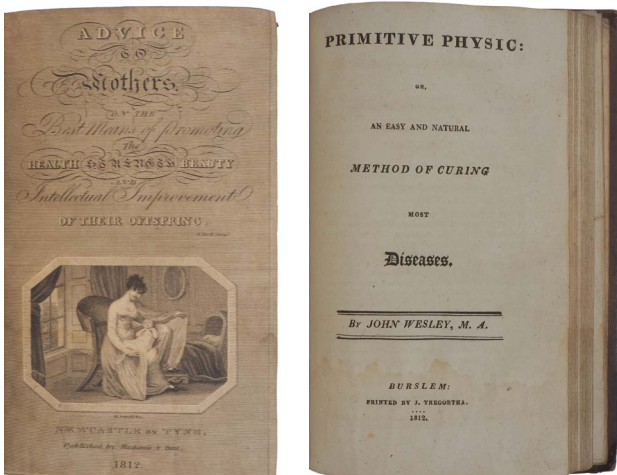 ADVICE
TO
Mothers,
ON THE
Best Means of promoting
the
HEALTH STRENGTH BEAUTY
AND
Intellectual Improvement
OF THEIR OFFSPRING.
NEWCASTLE ON TYNE,
Published by Mackenzie & Dent,
1812.
PRIMITIVE PHYSIC:
OR,
AN EASY AND NATURAL
METHOD OF CURING
MOST
Diseases.
BY JOHN WESLEY, M. A.
BURSLEM:
PRINTED BY J. TREGORTHA.
1812.